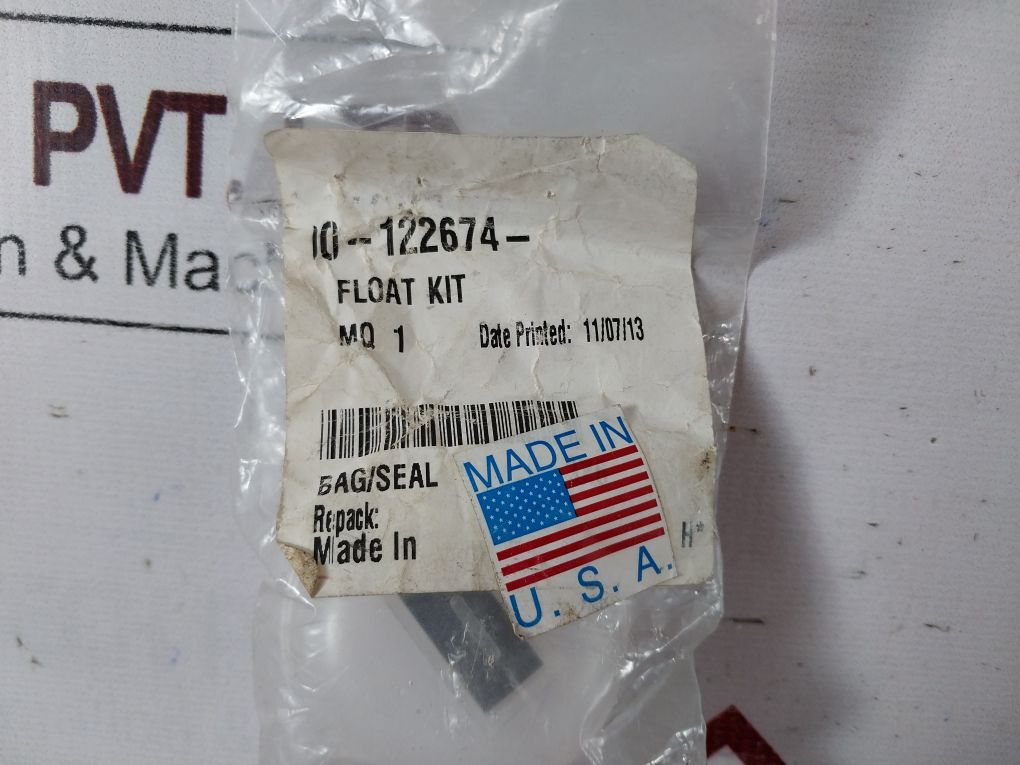 PVT.
n & Mac
00--122674-
FLOAT KIT
MQ 1 Date Printed: 11/07/13
BAG/SEAL
Repack:
Made In
H*
MADE IN
U. S. A.